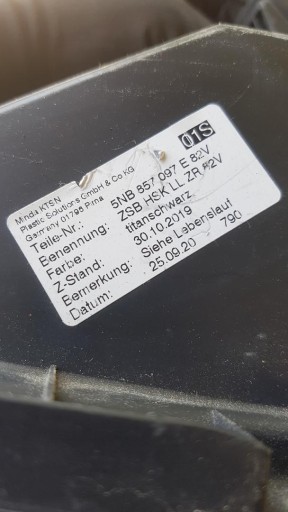 Minda KTSN
Plastic Solutions GmbH & Co KG
Germany 01796 Pirna
01S
Teile-Nr.: 5NB 857 097 E 82V
Benennung: ZSB HSK LL ZR 82V
Farbe: titanschwarz
Z-Stand: 30.10.2019
Bemerkung: Siehe Lebenslauf
Datum: 25.09.20 790